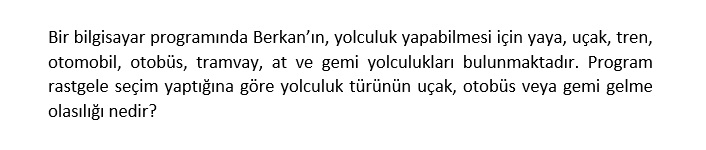 Bir bilgisayar programında Berkan’ın, yolculuk yapabilmesi için yaya, uçak, tren,
otomobil, otobüs, tramvay, at ve gemi yolculukları bulunmaktadır. Program
rastgele seçim yaptığına göre yolculuk türünün uçak, otobüs veya gemi gelme
olasılığı nedir?